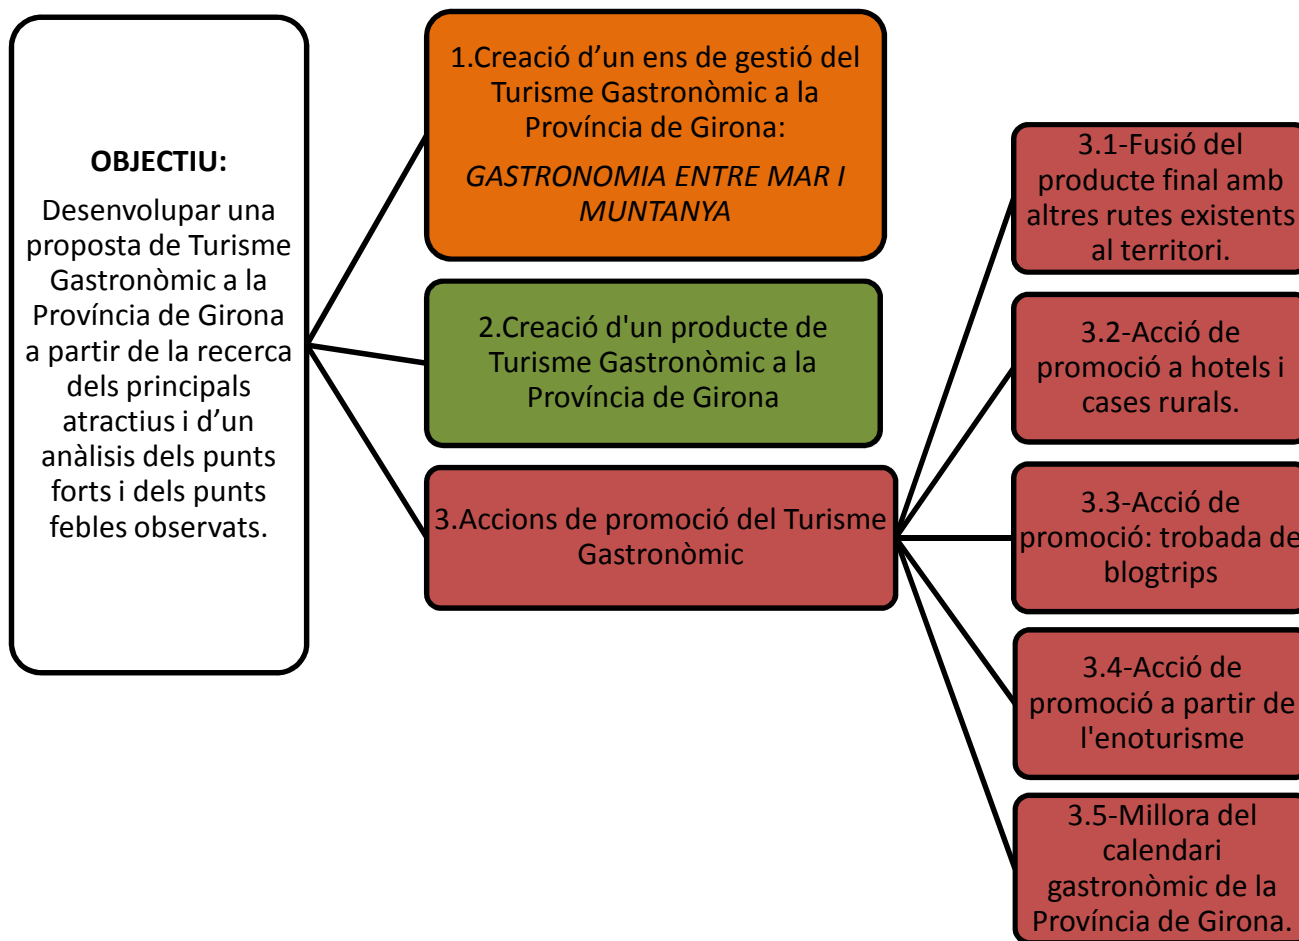 OBJECTIU:
Desenvolupar una
proposta de Turisme
Gastronòmic a la
Província de Girona
a partir de la recerca
dels principals
atractius i d’un
anàlisis dels punts
forts i dels punts
febles observats.
1.Creació d’un ens de gestió del
Turisme Gastronòmic a la
Província de Girona:
GASTRONOMIA ENTRE MAR I
MUNTANYA
2.Creació d'un producte de
Turisme Gastronòmic a la
Província de Girona
3.Accions de promoció del Turisme
Gastronòmic
3.1-Fusió del
producte final amb
altres rutes existents
al territori.
3.2-Acció de
promoció a hotels i
cases rurals.
3.3-Acció de
promoció: trobada de
blogtrips
3.4-Acció de
promoció a partir de
l'enoturisme
3.5-Millora del
calendari
gastronòmic de la
Província de Girona.